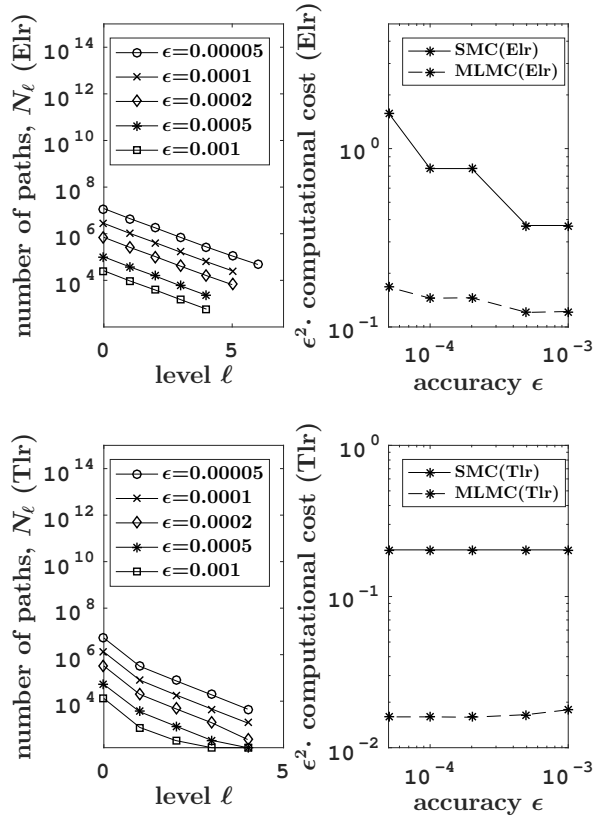 number of paths, N_ℓ (Elr)
10^14
10^12
10^10
10^8
10^6
10^4
ϵ=0.00005
ϵ=0.0001
ϵ=0.0002
ϵ=0.0005
ϵ=0.001
0
5
level ℓ
ϵ²· computational cost (Elr)
10^0
10^-1
SMC(Elr)
MLMC(Elr)
10^-4
10^-3
accuracy ϵ
number of paths, N_ℓ (Tlr)
10^14
10^12
10^10
10^8
10^6
10^4
ϵ=0.00005
ϵ=0.0001
ϵ=0.0002
ϵ=0.0005
ϵ=0.001
0
5
level ℓ
ϵ²· computational cost (Tlr)
10^0
10^-1
10^-2
SMC(Tlr)
MLMC(Tlr)
10^-4
10^-3
accuracy ϵ